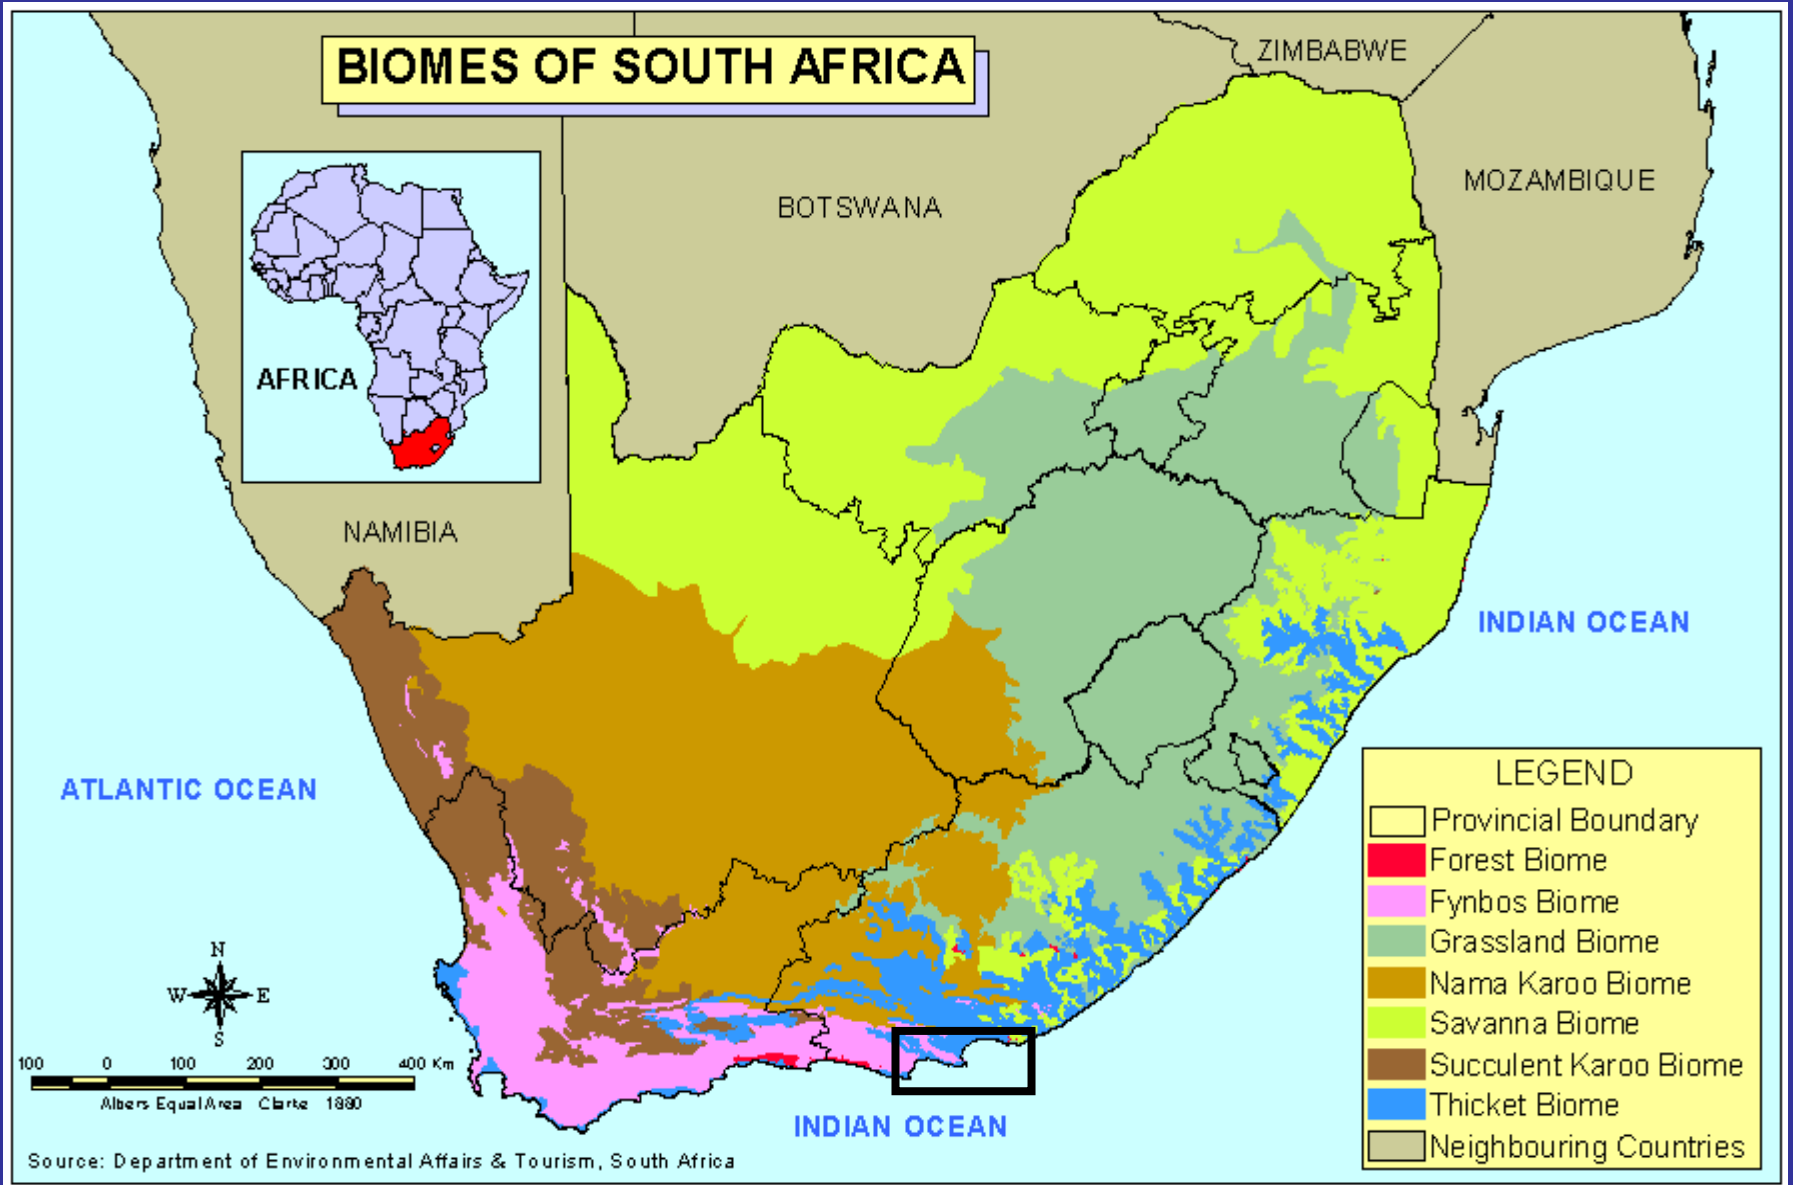 BIOMES OF SOUTH AFRICA
ZIMBABWE
MOZAMBIQUE
BOTSWANA
AFRICA
NAMIBIA
INDIAN OCEAN
ATLANTIC OCEAN
LEGEND
Provincial Boundary
Forest Biome
Fynbos Biome
Grassland Biome
Nama Karoo Biome
Savanna Biome
Succulent Karoo Biome
Thicket Biome
Neighbouring Countries
N
W E
S
100 0 100 200 300 400 Km
Albers Equal Area Clarke 1880
INDIAN OCEAN
Source: Department of Environmental Affairs & Tourism, South Africa